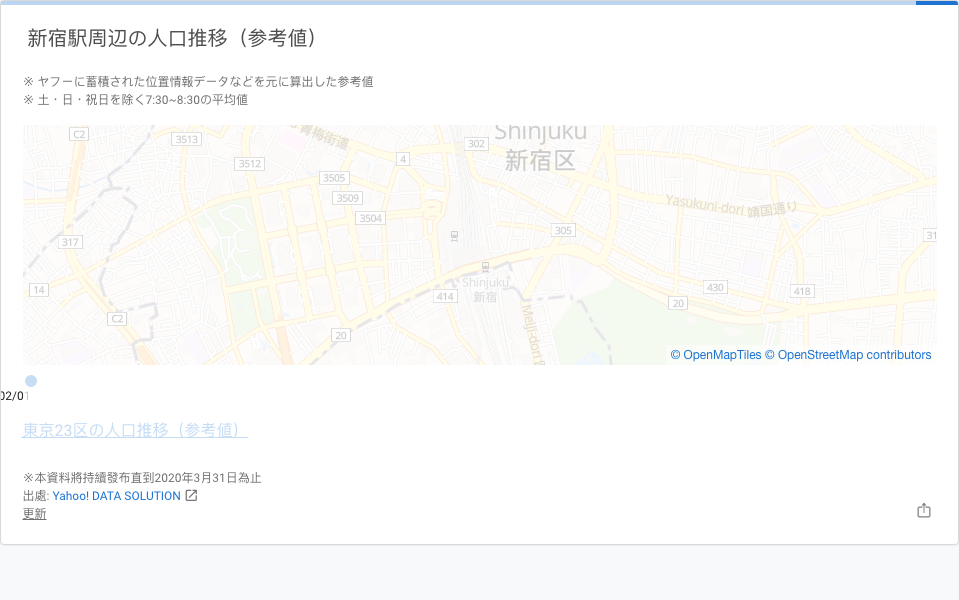 新宿駅周辺の人口推移（参考値）
※ ヤフーに蓄積された位置情報データなどを元に算出した参考値
※ 土・日・祝日を除く7:30~8:30の平均値
C2
3513
青梅街道
302
Shinjuku
新宿区
3512
4
3505
3509
3504
Yasukuni-dori 靖国通り
317
305
31
14
414
Shinjuku
新宿
430
418
20
C2
20
Meiji-dori
© OpenMapTiles © OpenStreetMap contributors
02/01
東京23区の人口推移（参考値）
※本資料將持續發布直到2020年3月31日為止
出處: Yahoo! DATA SOLUTION
更新